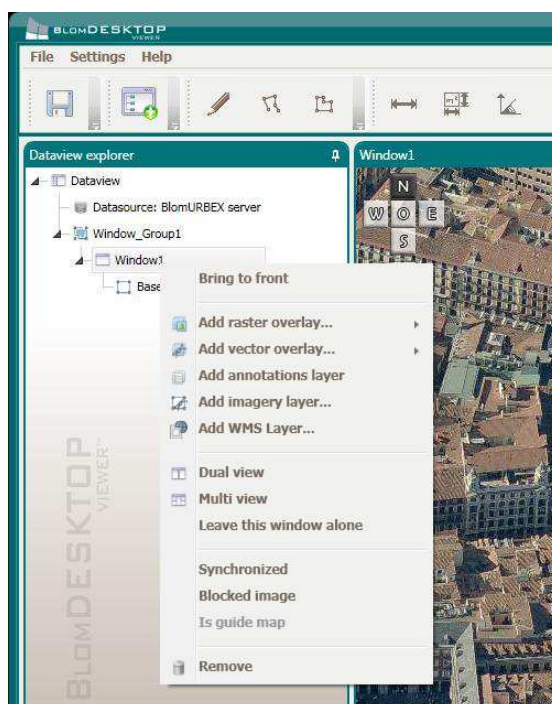 BLOMDESKTOP
VIEWER
File Settings Help
Dataview explorer
Window1
Dataview
Datasource: BlomURBEX server
Window_Group1
Window1
Base
N
W O E
S
Bring to front
Add raster overlay...
Add vector overlay...
Add annotations layer
Add imagery layer...
Add WMS Layer...
Dual view
Multi view
Leave this window alone
Synchronized
Blocked image
Is guide map
Remove
BLOMDESKTOP
VIEWER™